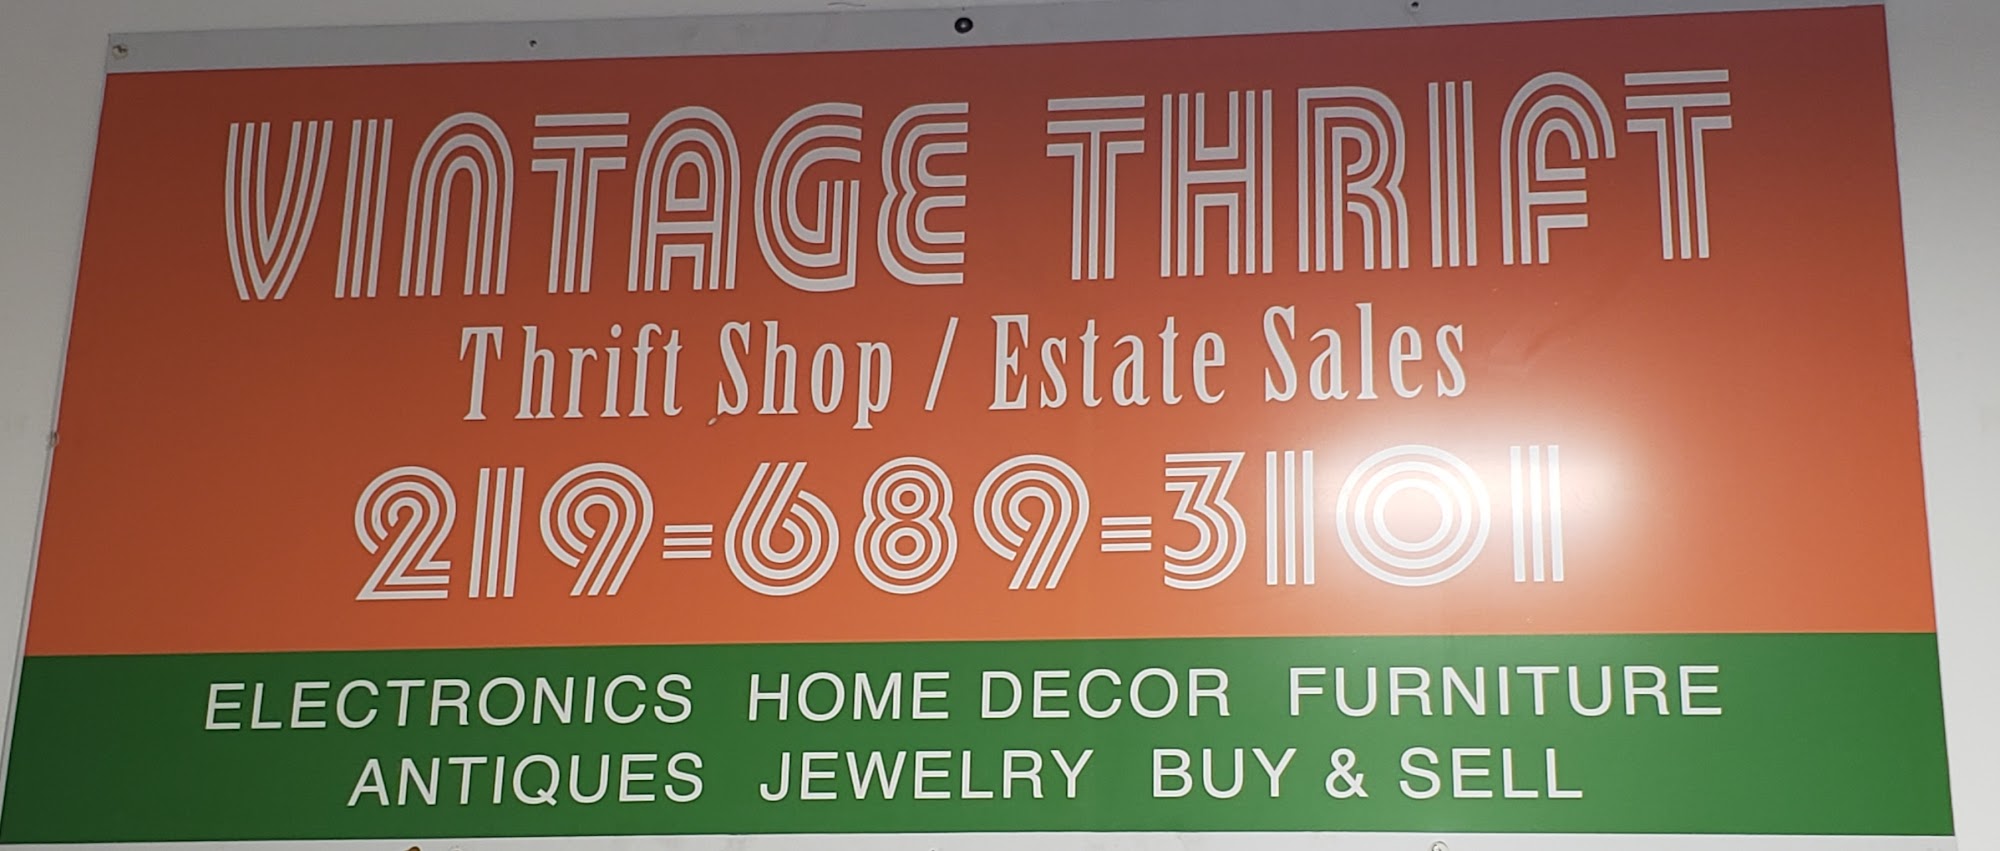 VINTAGE THRIFT
Thrift Shop / Estate Sales
219-689-3101
ELECTRONICS HOME DECOR FURNITURE
ANTIQUES JEWELRY BUY & SELL